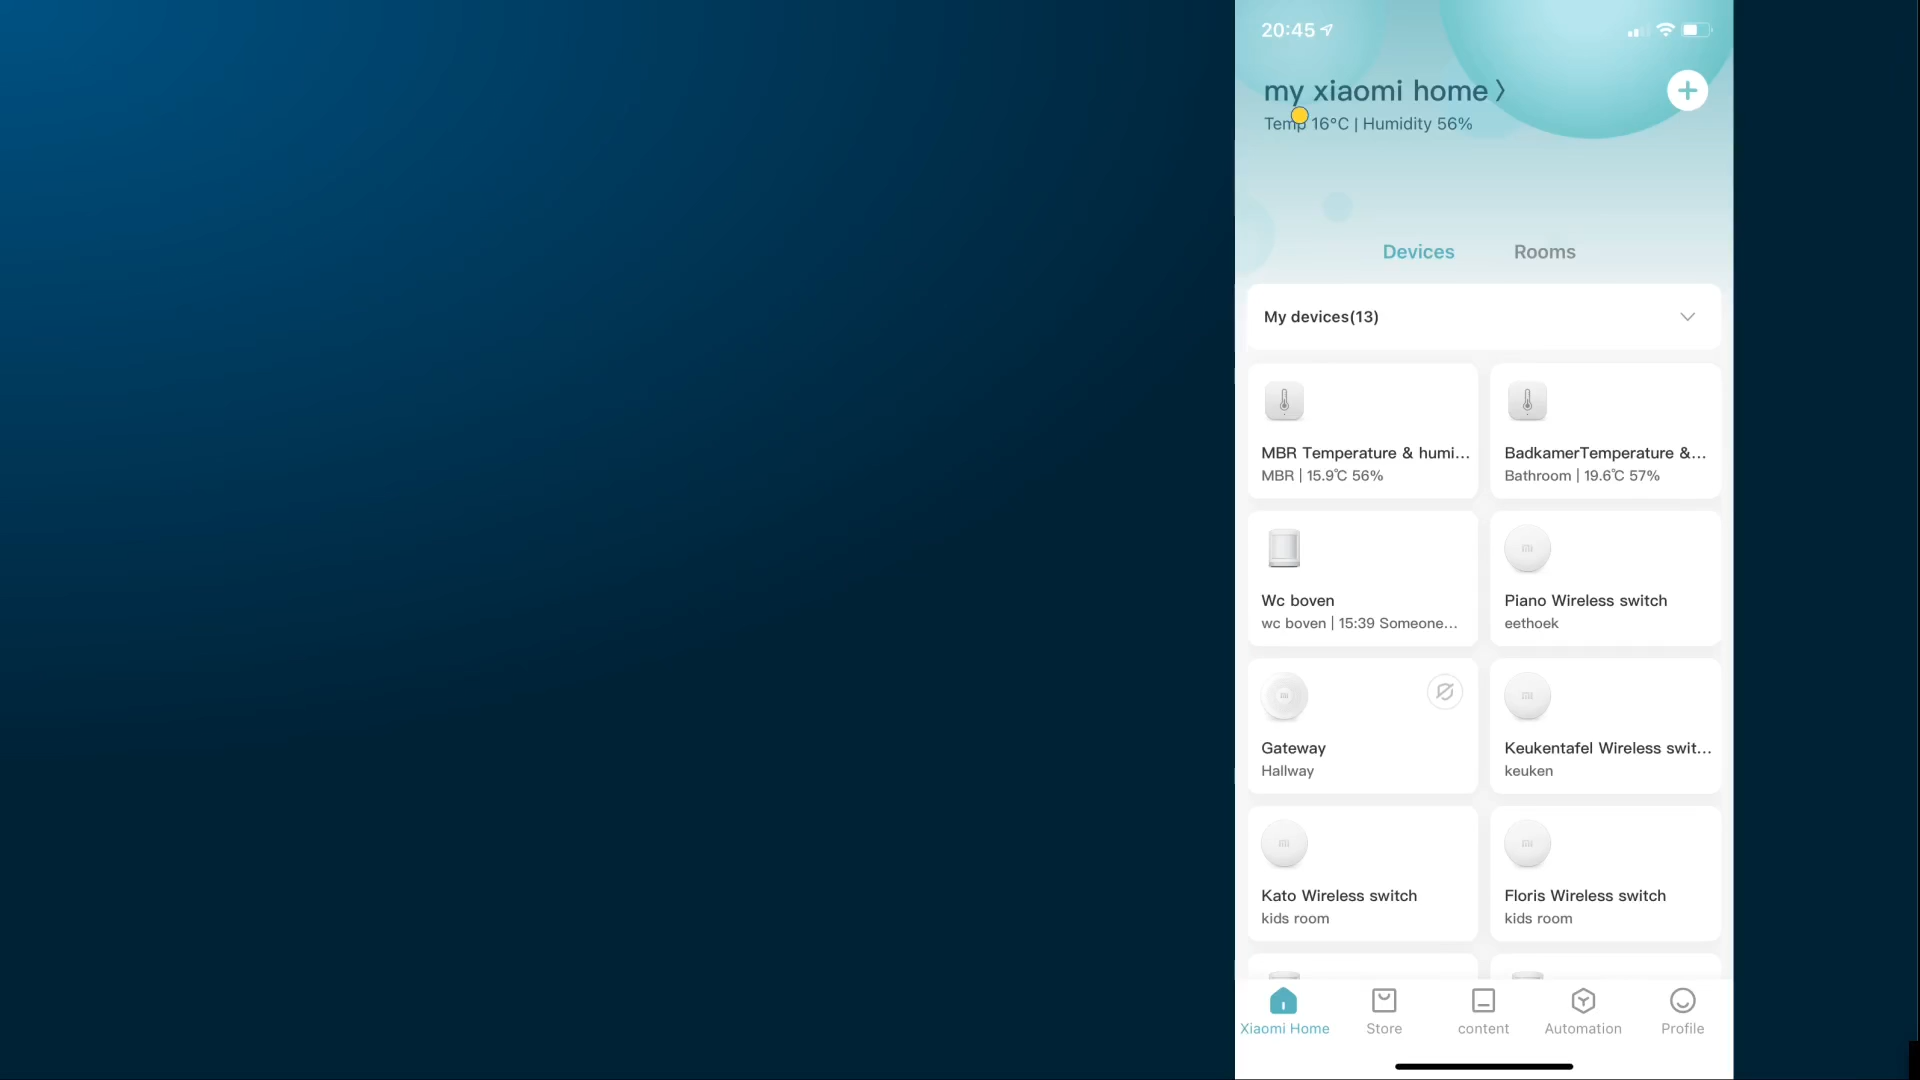 20:45
my xiaomi home
Temp 16°C | Humidity 56%
Devices
Rooms
My devices(13)
MBR Temperature & humi...
MBR | 15.9℃ 56%
BadkamerTemperature &...
Bathroom | 19.6℃ 57%
Wc boven
wc boven | 15:39 Someone...
Piano Wireless switch
eethoek
Gateway
Hallway
Keukentafel Wireless swit...
keuken
Kato Wireless switch
kids room
Floris Wireless switch
kids room
Xiaomi Home
Store
content
Automation
Profile